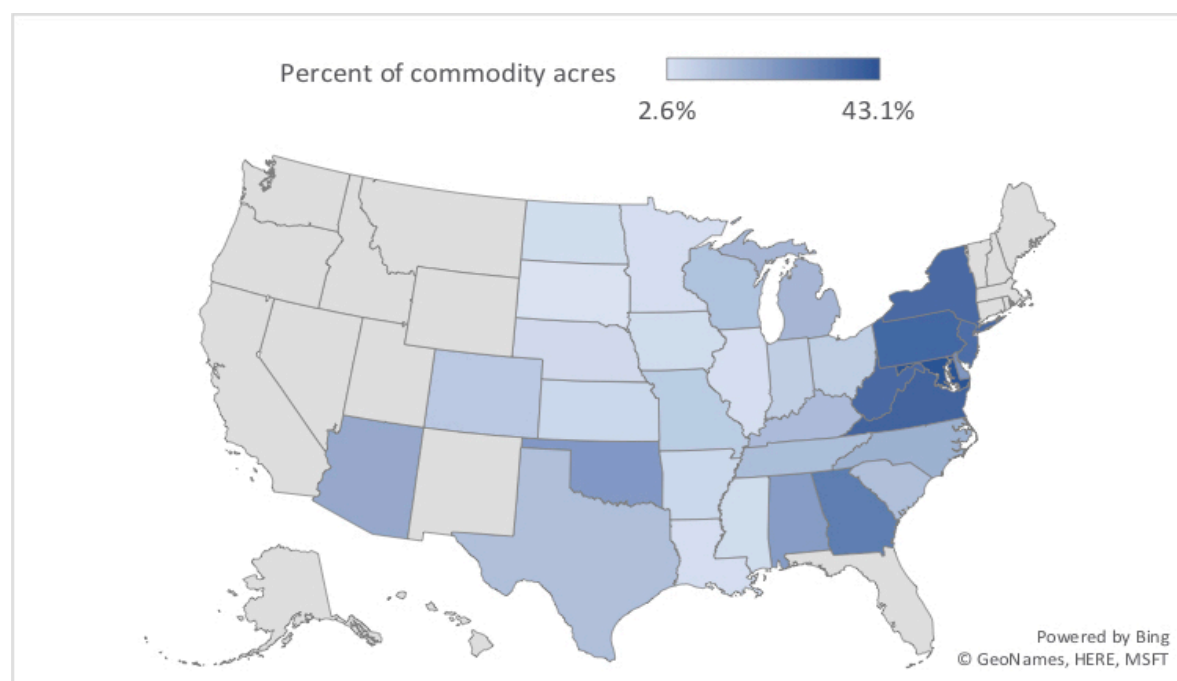 Percent of commodity acres
2.6% 43.1%
Powered by Bing
© GeoNames, HERE, MSFT